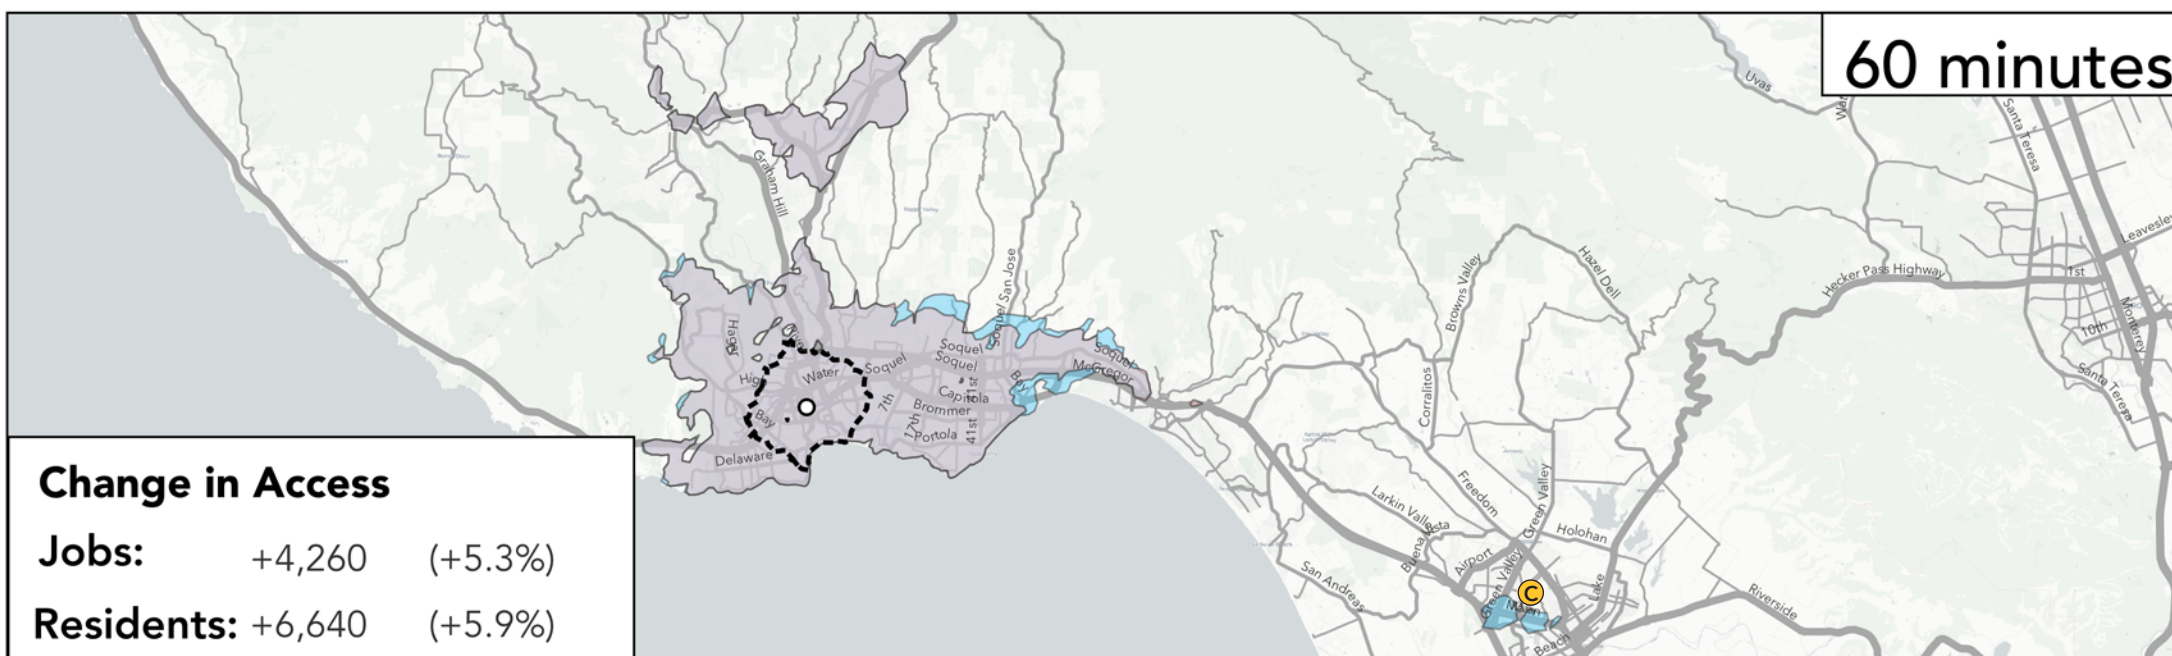 60 minutes
Uvas
Santa Teresa
Leavesley
Hecker Pass Highway
1st
10th
Monterey
Santa Teresa
Graham Hill
Soquel San Jose
Browns Valley
Hazel Dell
Hager
Hig
Water
Soquel
Soquel
Soquel
Soquel
McGregor
Bay
Bay
7th
17th
41st
41st
Capitola
Brommer
Portola
Delaware
Corralitos
Freedom
Green Valley
Holohan
Larkin Valley
Buena Vista
Airport
Green Valley
San Andreas
Lake
Riverside
Beach
C
Change in Access
Jobs: +4,260 (+5.3%)
Residents: +6,640 (+5.9%)